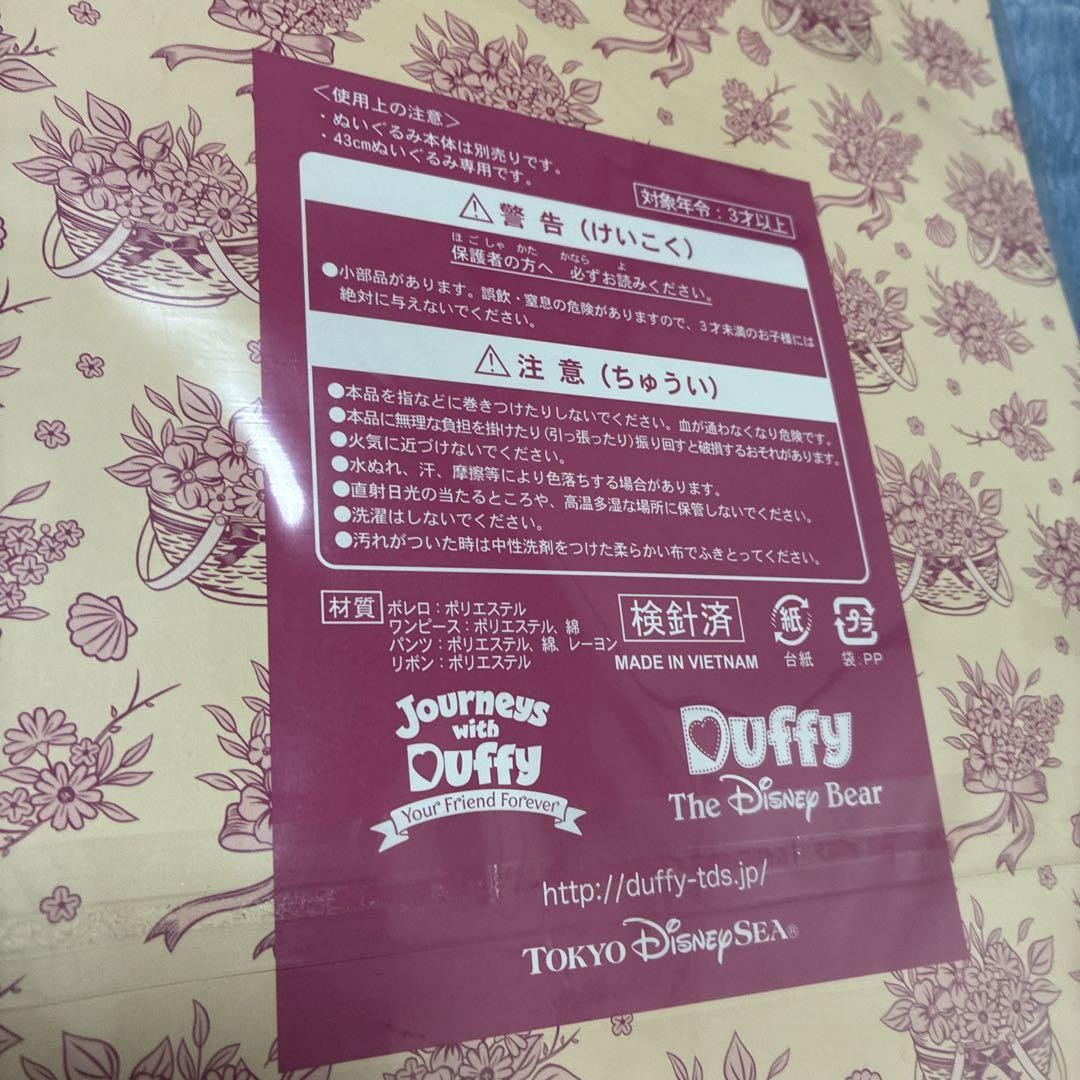 ＜使用上の注意＞
・ぬいぐるみ本体は別売りです。
・43cmぬいぐるみ専用です。
対象年令：3才以上
⚠警告（けいこく）
ほごしゃ かた かなら よ
保護者の方へ 必ずお読みください。
●小部品があります。誤飲・窒息の危険がありますので、3才未満のお子様には
絶対に与えないでください。
⚠注意（ちゅうい）
●本品を指などに巻きつけたりしないでください。血が通わなくなり危険です。
●本品に無理な負担を掛けたり（引っ張ったり）振り回すと破損するおそれがあります。
●火気に近づけないでください。
●水ぬれ、汗、摩擦等により色落ちする場合があります。
●直射日光の当たるところや、高温多湿な場所に保管しないでください。
●洗濯はしないでください。
●汚れがついた時は中性洗剤をつけた柔らかい布でふきとってください。
材質 ボレロ：ポリエステル
ワンピース：ポリエステル、綿
パンツ：ポリエステル、綿、レーヨン
リボン：ポリエステル
検針済
MADE IN VIETNAM
紙
台紙
プラ
袋：PP
Journeys
with
Duffy
Your Friend Forever
Duffy
The Disney Bear
http://duffy-tds.jp/
TOKYO DisneySEA®